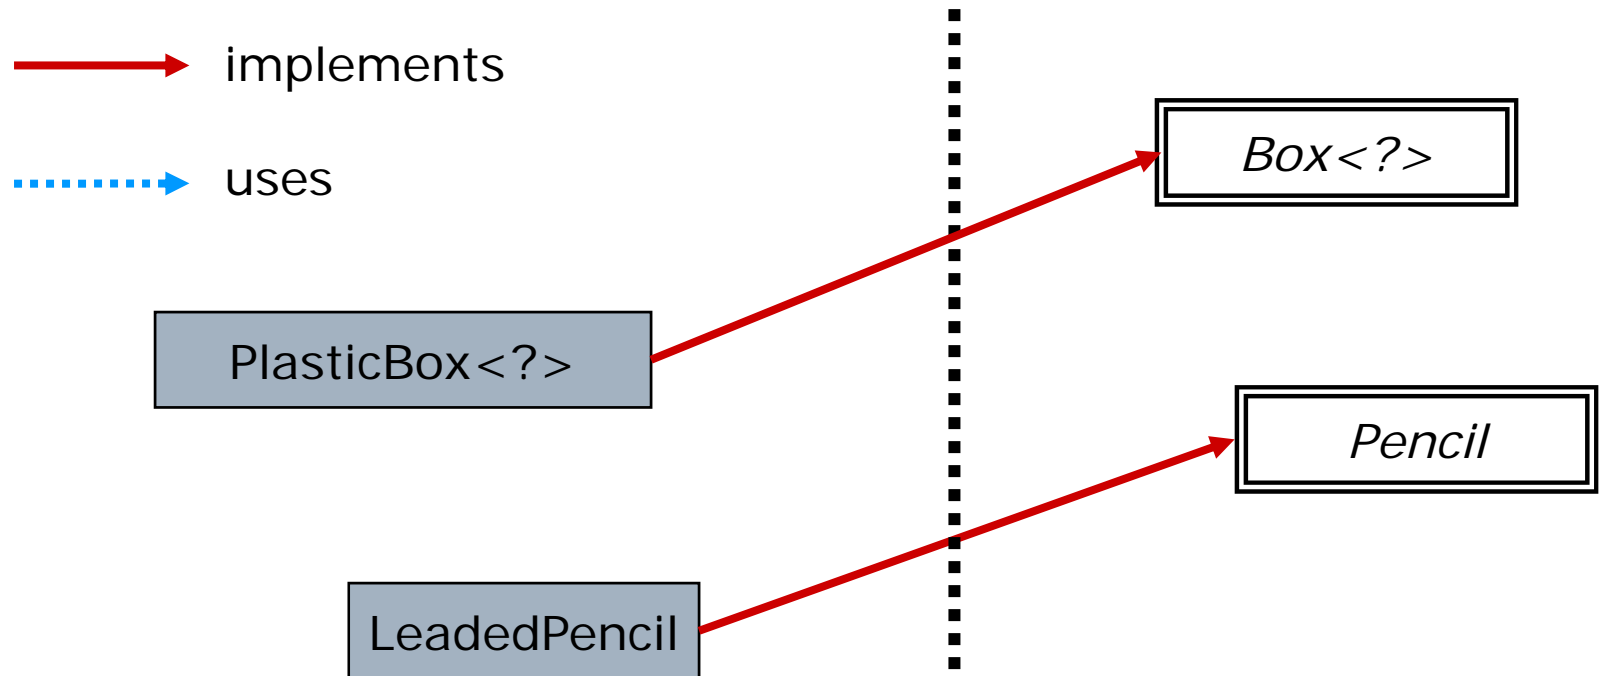 implements
uses
Box<?>
PlasticBox<?>
Pencil
LeadedPencil